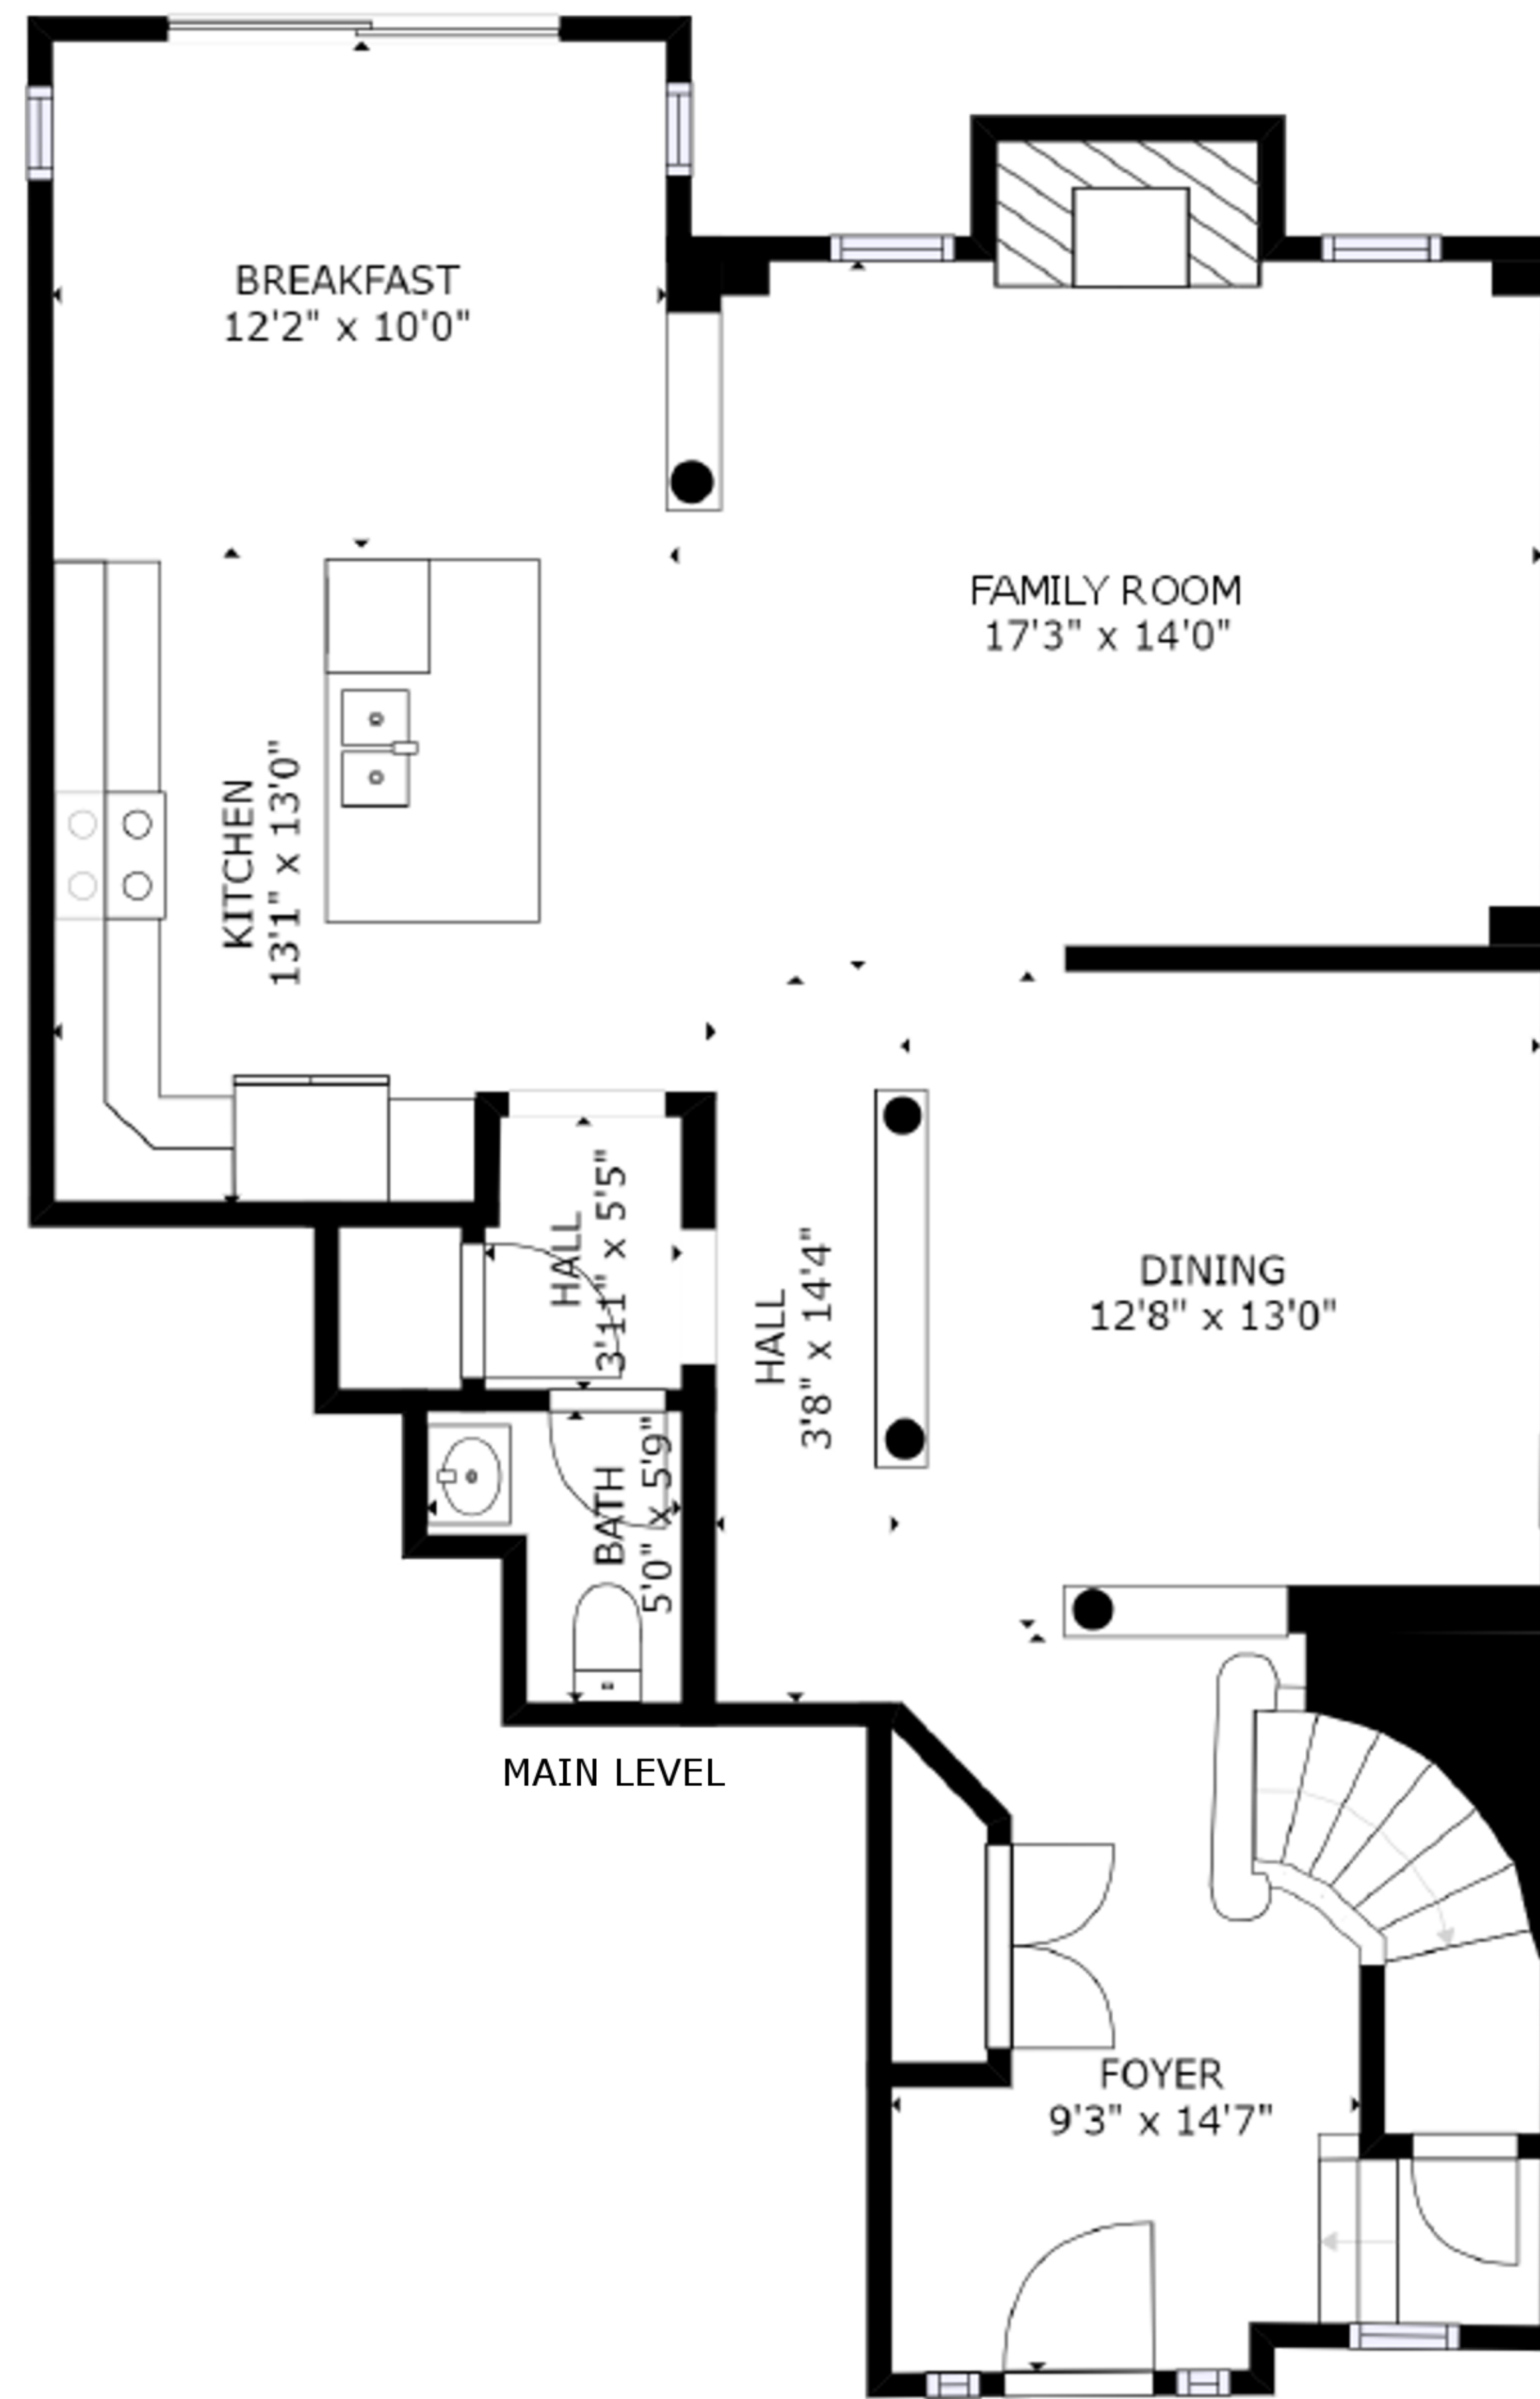 BREAKFAST
12'2" x 10'0"
FAMILY ROOM
17'3" x 14'0"
KITCHEN
13'1" x 13'0"
HALL
3'11" x 5'5"
HALL
3'8" x 14'4"
DINING
12'8" x 13'0"
BATH
5'0" x 5'9"
MAIN LEVEL
FOYER
9'3" x 14'7"